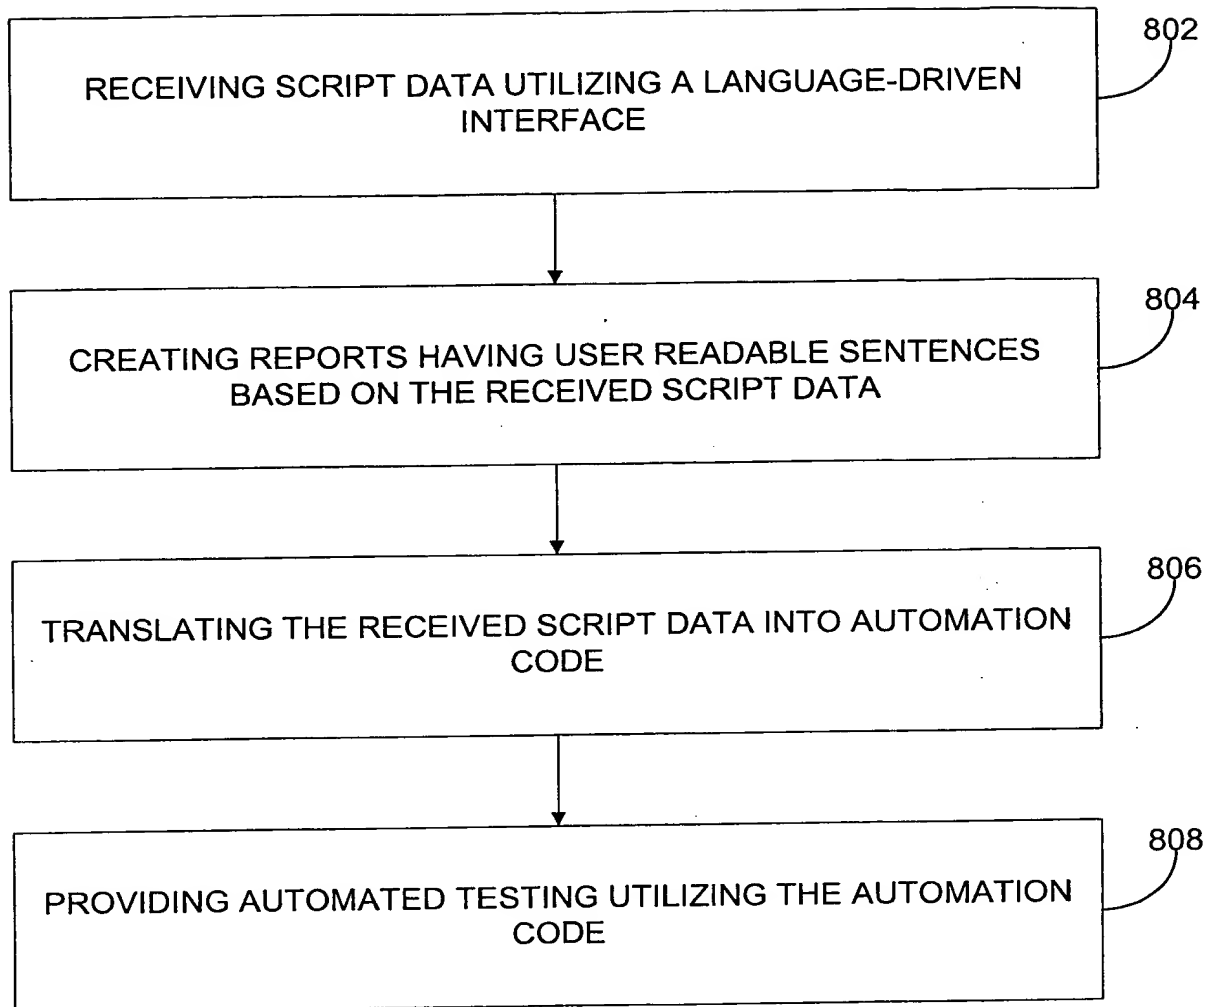 802
RECEIVING SCRIPT DATA UTILIZING A LANGUAGE-DRIVEN
INTERFACE
804
CREATING REPORTS HAVING USER READABLE SENTENCES
BASED ON THE RECEIVED SCRIPT DATA
806
TRANSLATING THE RECEIVED SCRIPT DATA INTO AUTOMATION
CODE
808
PROVIDING AUTOMATED TESTING UTILIZING THE AUTOMATION
CODE